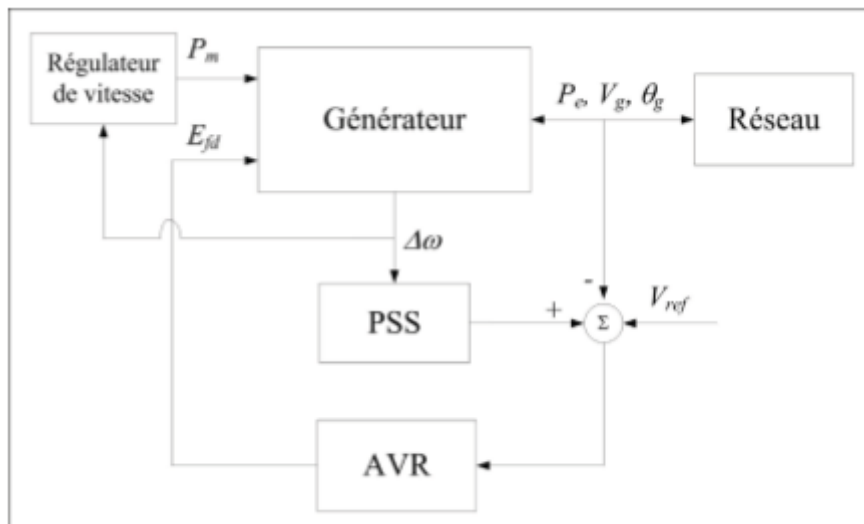 Régulateur
de vitesse
P_m
E_fd
Générateur
P_e, V_g, θ_g
Réseau
Δω
PSS
-
+
Σ
V_ref
AVR